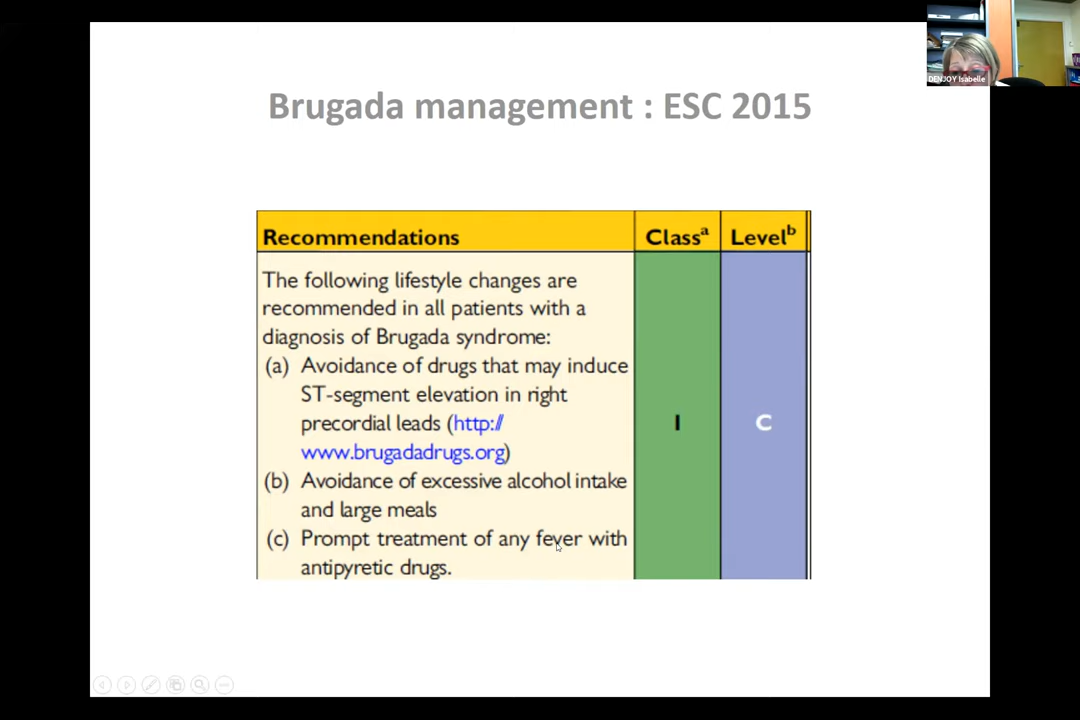 DENJOY Isabelle
Brugada management : ESC 2015
Recommendations Classᵃ Levelᵇ
The following lifestyle changes are
recommended in all patients with a
diagnosis of Brugada syndrome:
(a) Avoidance of drugs that may induce
ST-segment elevation in right
precordial leads (http://
www.brugadadrugs.org)
I C
(b) Avoidance of excessive alcohol intake
and large meals
(c) Prompt treatment of any fever with
antipyretic drugs.